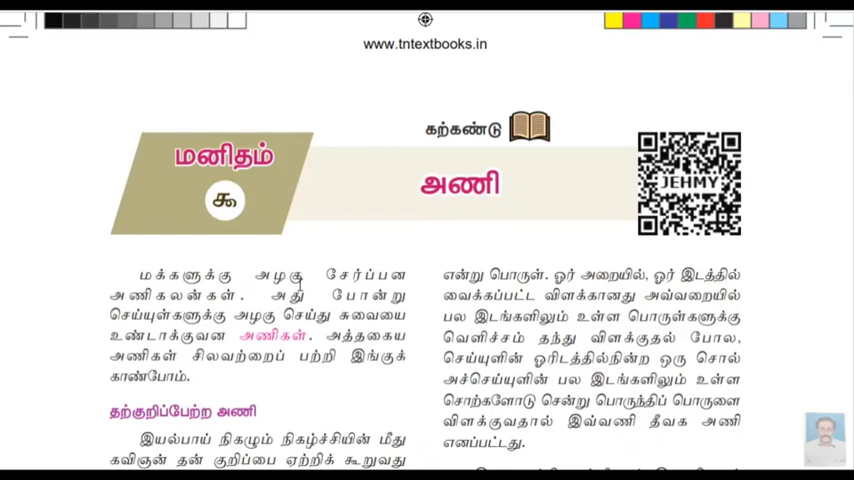 www.tntextbooks.in
கற்கண்டு
மனிதம்
௯
அணி
JEHMY
மக்களுக்கு அழகு சேர்ப்பன
அணிகலன்கள். அது போன்று
செய்யுள்களுக்கு அழகு செய்து சுவையை
உண்டாக்குவன அணிகள். அத்தகைய
அணிகள் சிலவற்றைப் பற்றி இங்குக்
காண்போம்.
தற்குறிப்பேற்ற அணி
இயல்பாய் நிகழும் நிகழ்ச்சியின் மீது
கவிஞன் தன் குறிப்பை ஏற்றிக் கூறுவது
என்று பொருள். ஓர் அறையில், ஓர் இடத்தில்
வைக்கப்பட்ட விளக்கானது அவ்வறையில்
பல இடங்களிலும் உள்ள பொருள்களுக்கு
வெளிச்சம் தந்து விளக்குதல் போல,
செய்யுளின் ஓரிடத்தில்நின்ற ஒரு சொல்
அச்செய்யுளின் பல இடங்களிலும் உள்ள
சொற்களோடு சென்று பொருந்திப் பொருளை
விளக்குவதால் இவ்வணி தீவக அணி
எனப்பட்டது.